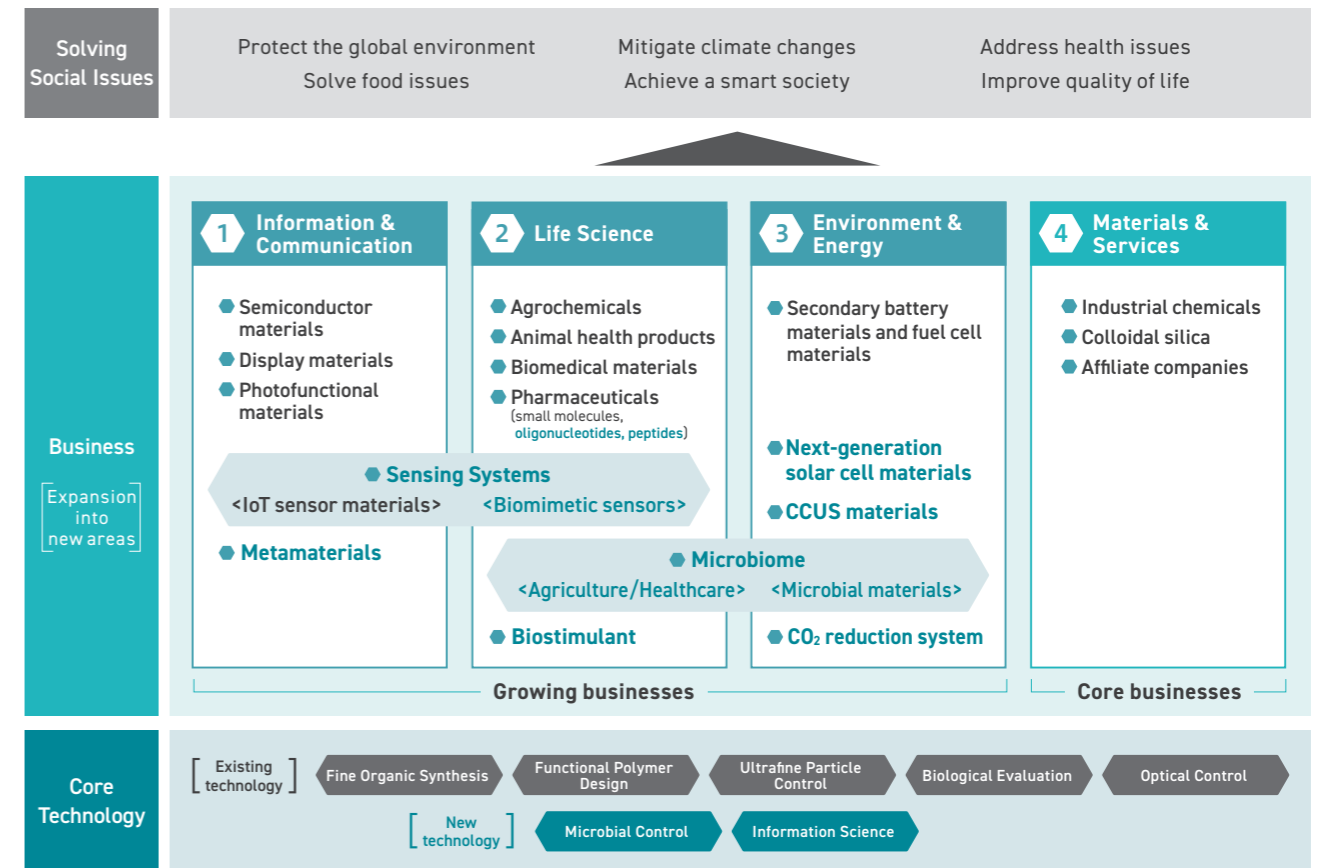 Solving
Social Issues
Protect the global environment
Solve food issues
Mitigate climate changes
Achieve a smart society
Address health issues
Improve quality of life
Business
[Expansion
into
new areas]
1
Information &
Communication
Semiconductor
materials
Display materials
Photofunctional
materials
2
Life Science
Agrochemicals
Animal health products
Biomedical materials
Pharmaceuticals
(small molecules,
oligonucleotides, peptides)
3
Environment &
Energy
Secondary battery
materials and fuel cell
materials
Next-generation
solar cell materials
CCUS materials
4
Materials &
Services
Industrial chemicals
Colloidal silica
Affiliate companies
Sensing Systems
<IoT sensor materials> <Biomimetic sensors>
Metamaterials
Microbiome
<Agriculture/Healthcare> <Microbial materials>
Biostimulant
CO₂ reduction system
Growing businesses
Core businesses
Core
Technology
[Existing
technology]
Fine Organic Synthesis
Functional Polymer
Design
Ultrafine Particle
Control
Biological Evaluation
Optical Control
[New
technology]
Microbial Control
Information Science